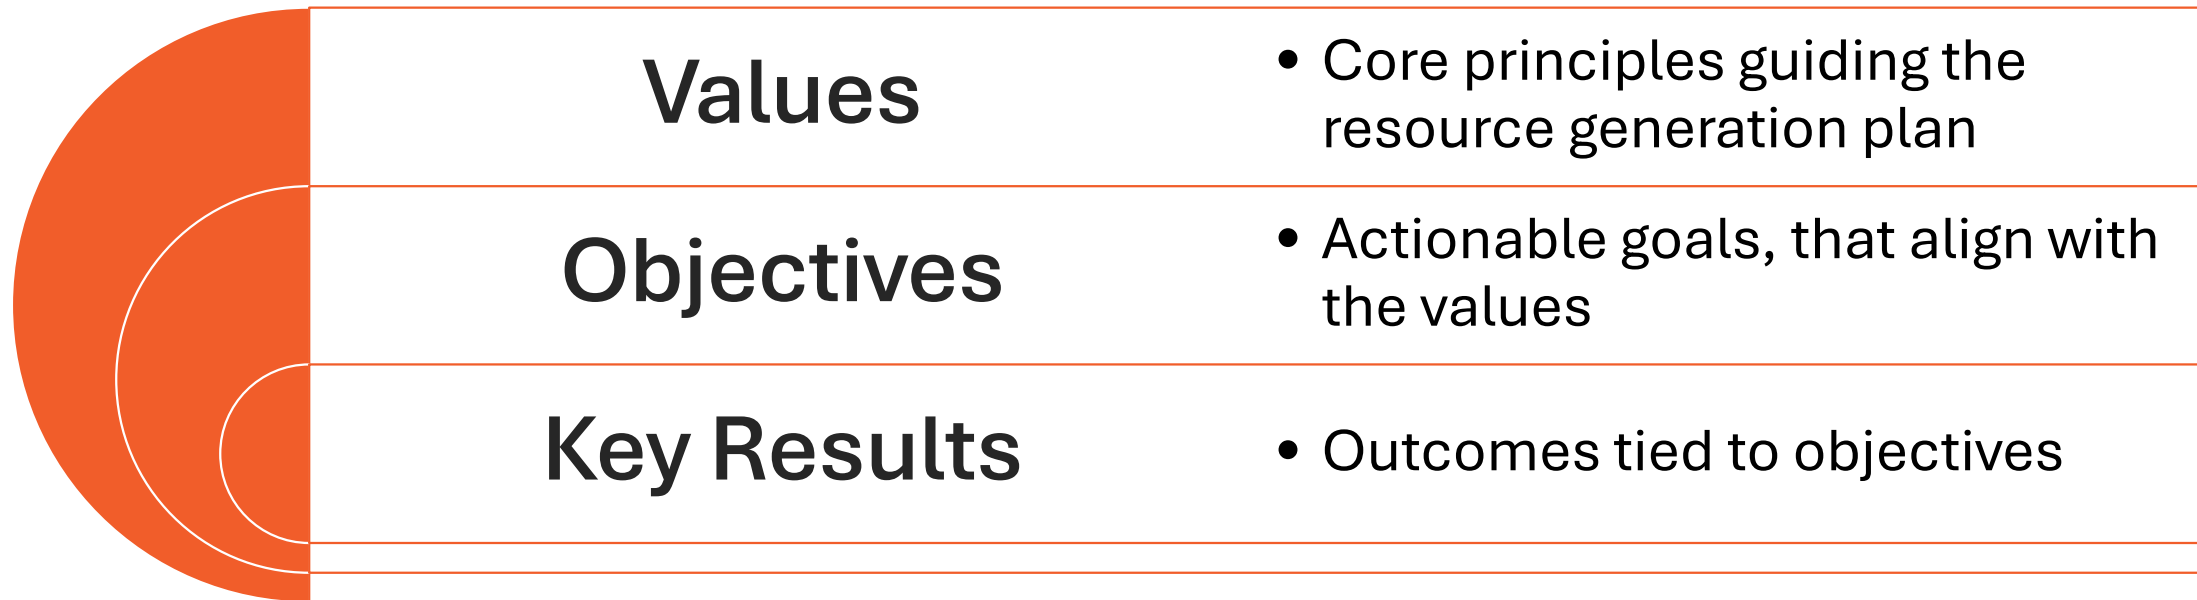 Values
• Core principles guiding the
resource generation plan
Objectives
• Actionable goals, that align with
the values
Key Results
• Outcomes tied to objectives